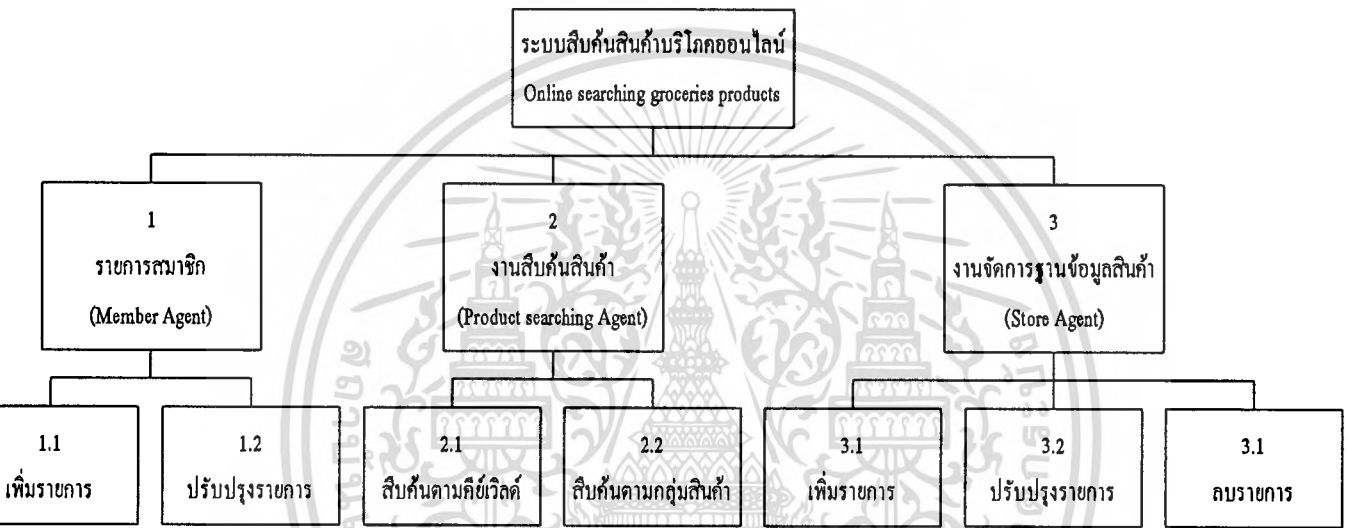 ระบบสืบค้นสินค้าบริโภคออนไลน์
Online searching groceries products
1
รายการสมาชิก
(Member Agent)
2
งานสืบค้นสินค้า
(Product searching Agent)
3
งานจัดการฐานข้อมูลสินค้า
(Store Agent)
1.1
เพิ่มรายการ
1.2
ปรับปรุงรายการ
2.1
สืบค้นตามคีย์เวิลด์
2.2
สืบค้นตามกลุ่มสินค้า
3.1
เพิ่มรายการ
3.2
ปรับปรุงรายการ
3.1
ลบรายการ